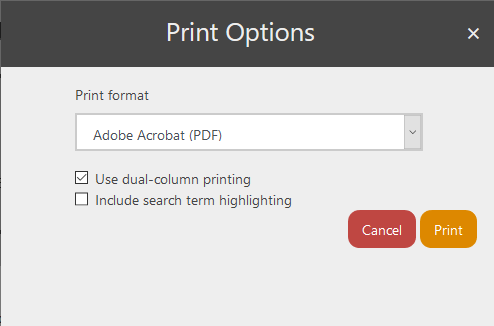 Print Options
Print format
Adobe Acrobat (PDF)
Use dual-column printing
Include search term highlighting
Cancel Print